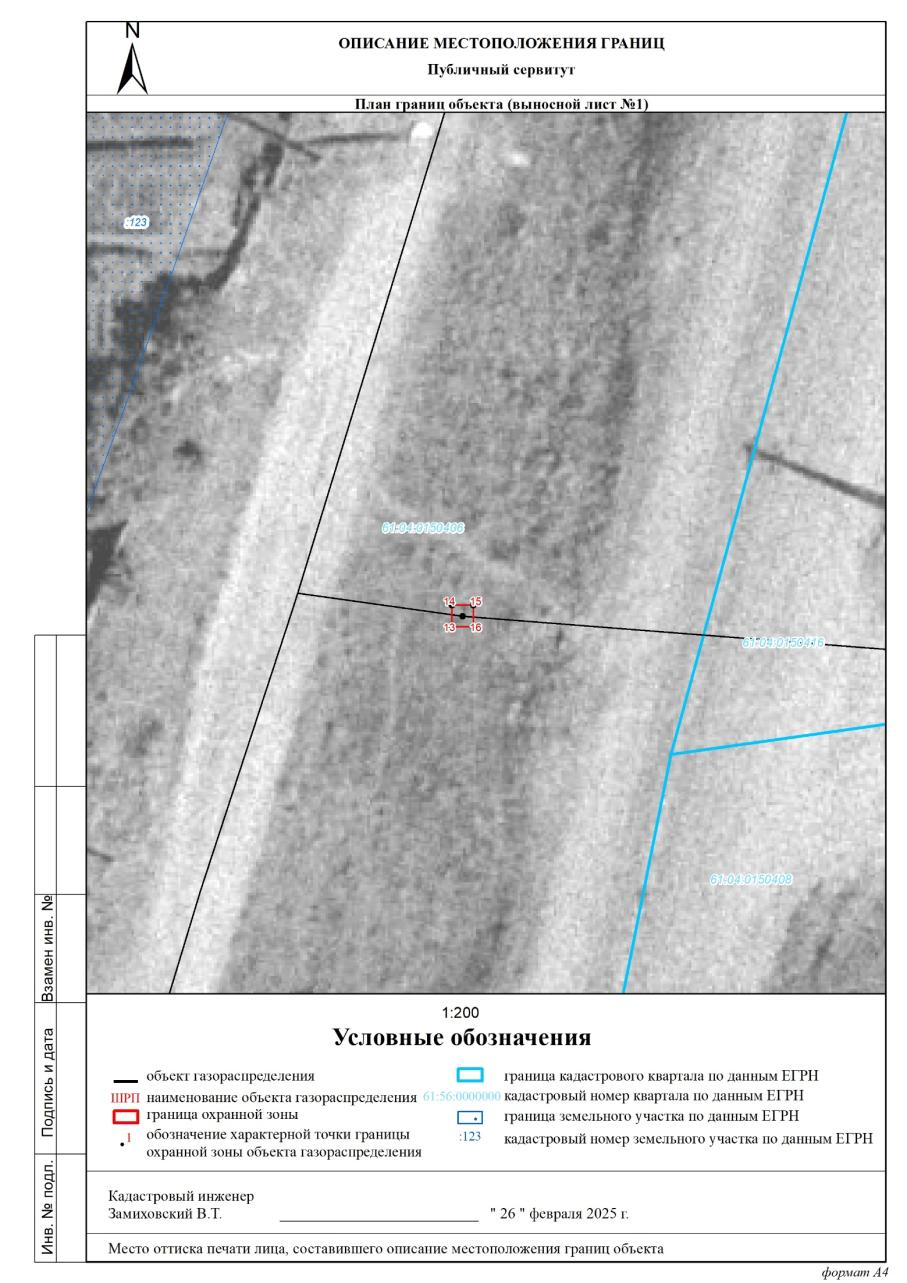 N
ОПИСАНИЕ МЕСТОПОЛОЖЕНИЯ ГРАНИЦ
Публичный сервитут
План границ объекта (выносной лист №1)
:123
61:04:0150406
14 15
13 16
61:04:0150416
61:04:0150408
1:200
Условные обозначения
объект газораспределения
ШРП наименование объекта газораспределения
граница охранной зоны
1 обозначение характерной точки границы
охранной зоны объекта газораспределения
граница кадастрового квартала по данным ЕГРН
61:56:0000000 кадастровый номер квартала по данным ЕГРН
граница земельного участка по данным ЕГРН
:123 кадастровый номер земельного участка по данным ЕГРН
Кадастровый инженер
Замиховский В.Т. " 26 " февраля 2025 г.
Место оттиска печати лица, составившего описание местоположения границ объекта
Взамен инв. №
Подпись и дата
Инв. № подл.
формат А4